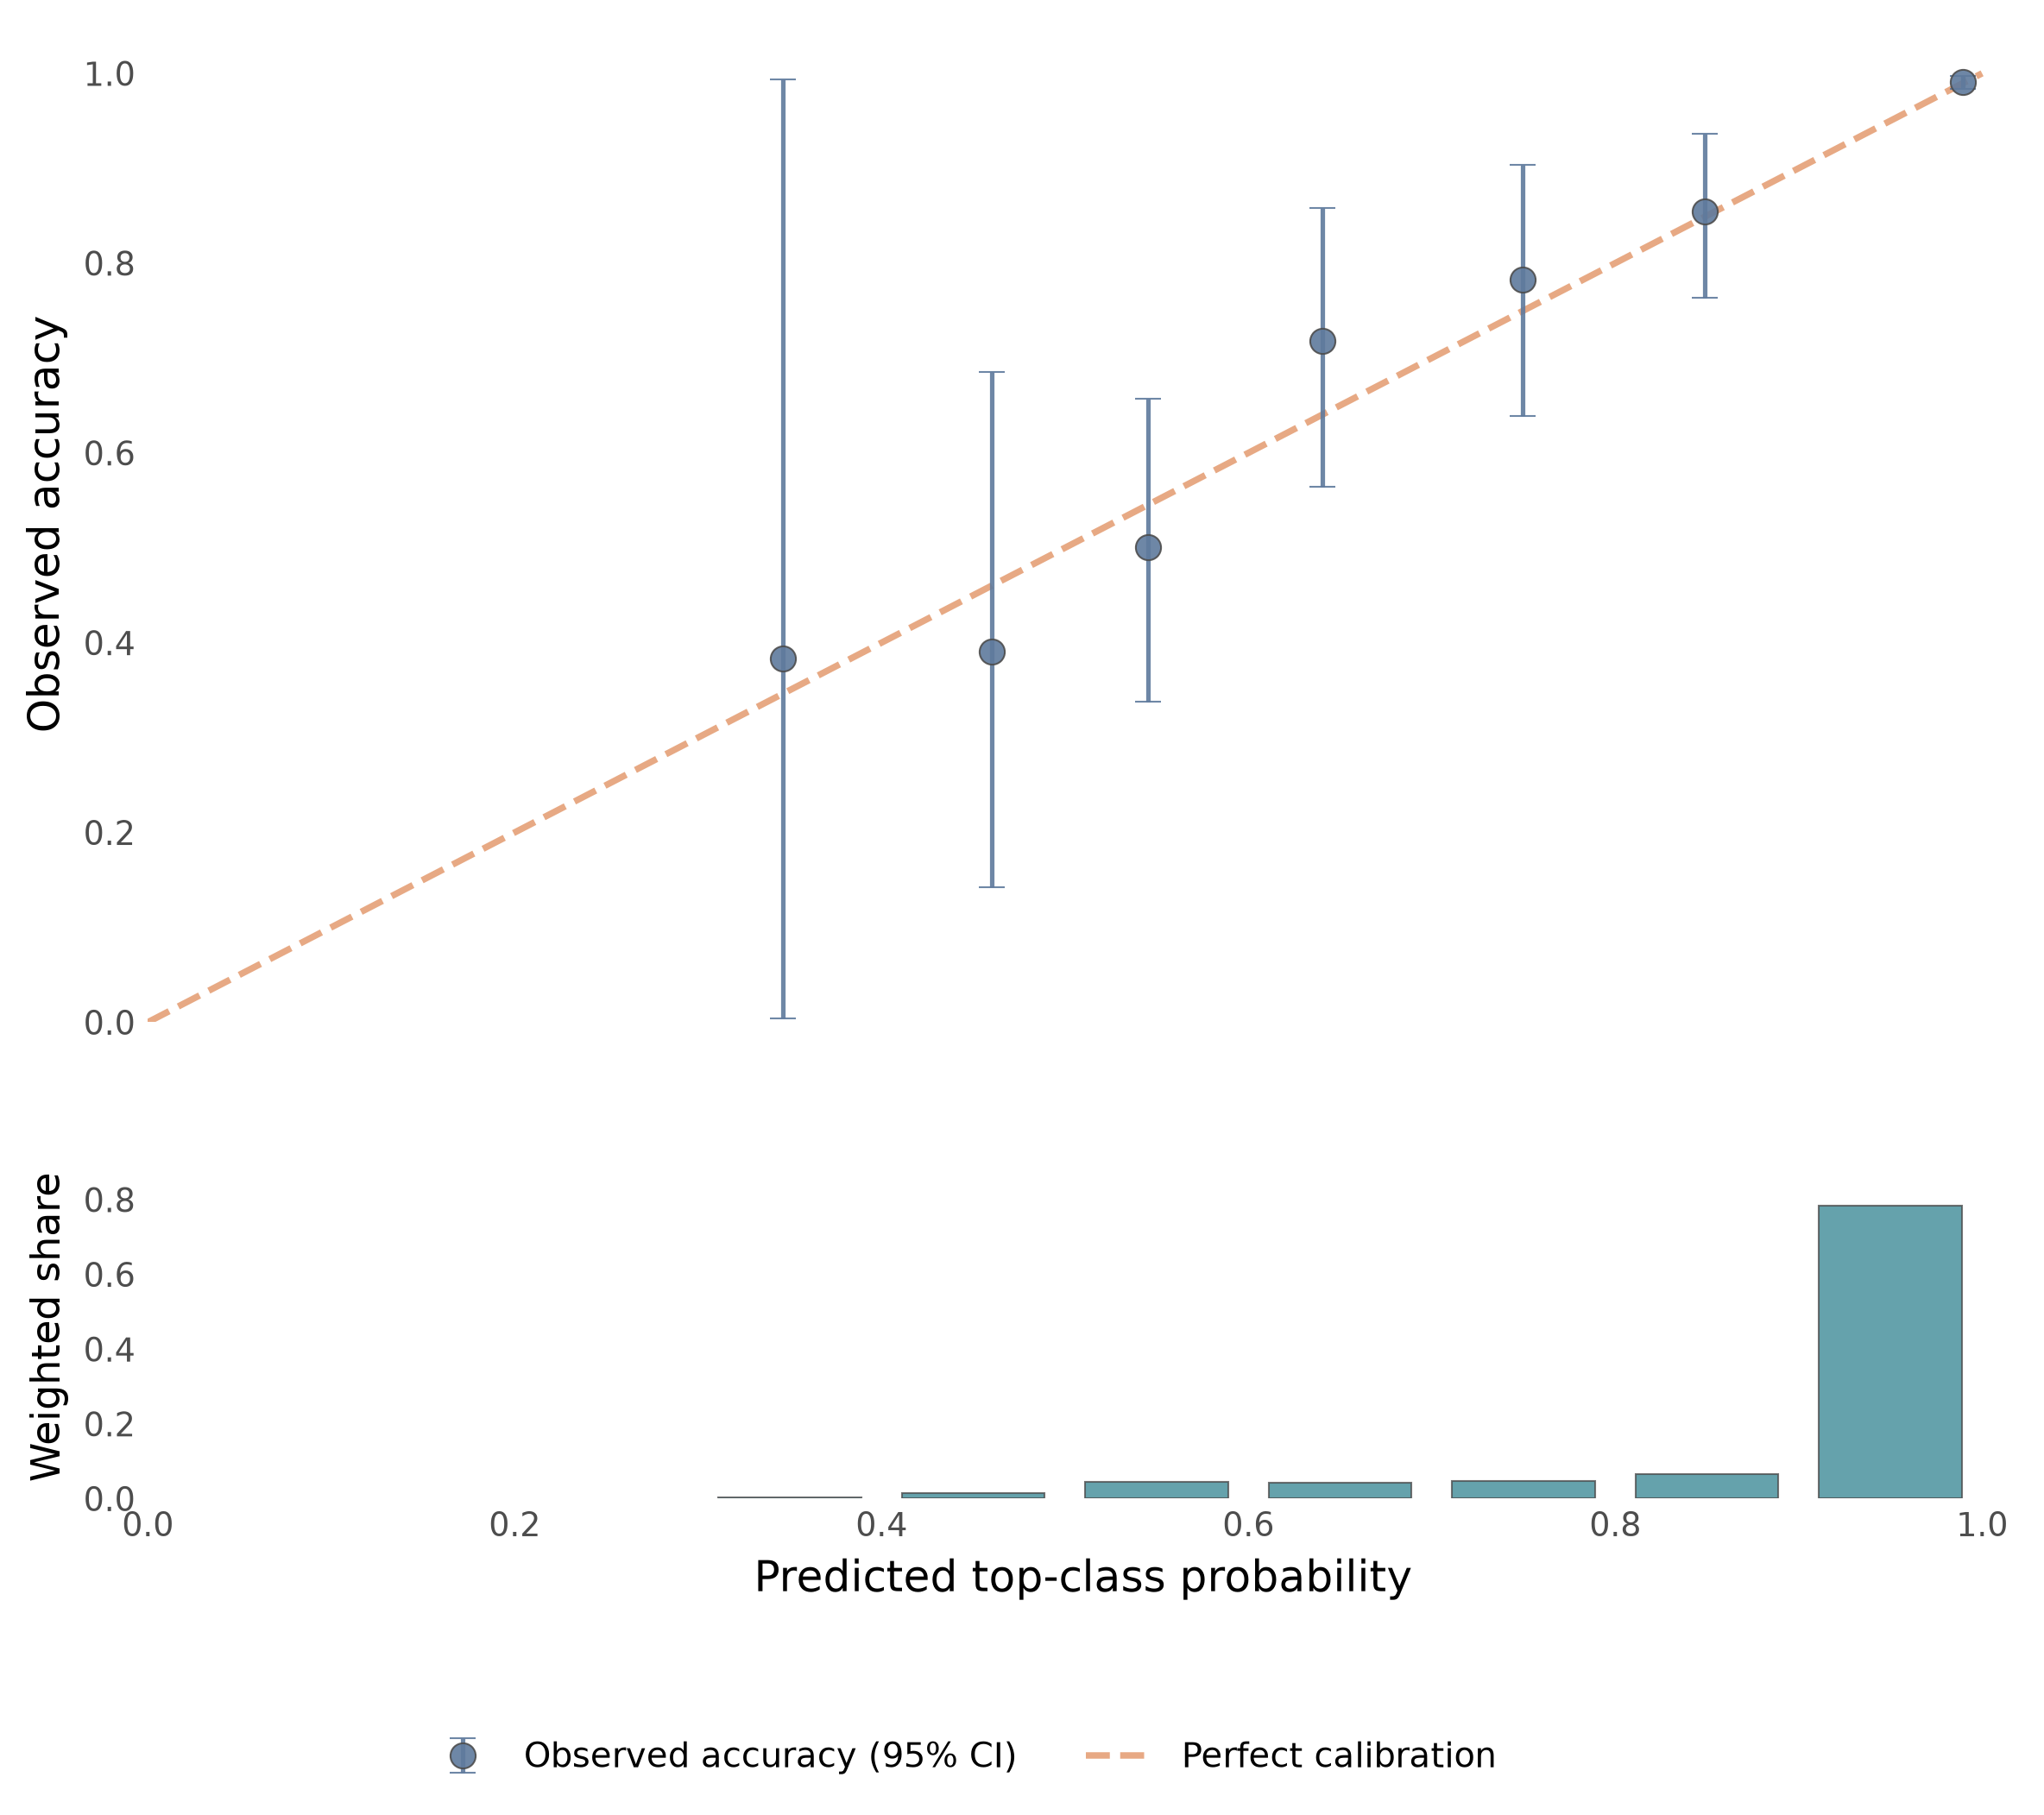 1.0
0.8
0.6
0.4
0.2
0.0
Observed accuracy
0.8
0.6
0.4
0.2
0.0
Weighted share
0.0 0.2 0.4 0.6 0.8 1.0
Predicted top-class probability
Observed accuracy (95% CI) Perfect calibration